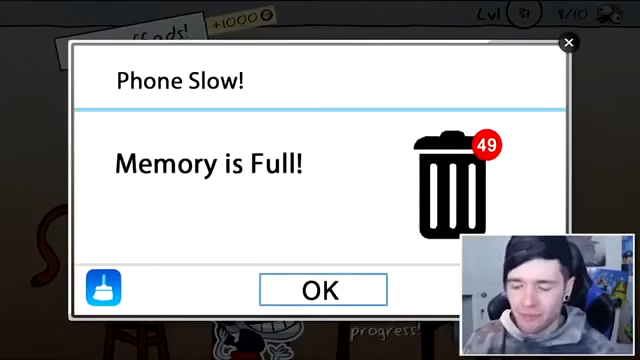 +1000
Lvl 31 8/10
Phone Slow!
Memory is Full!
49
OK
progress!